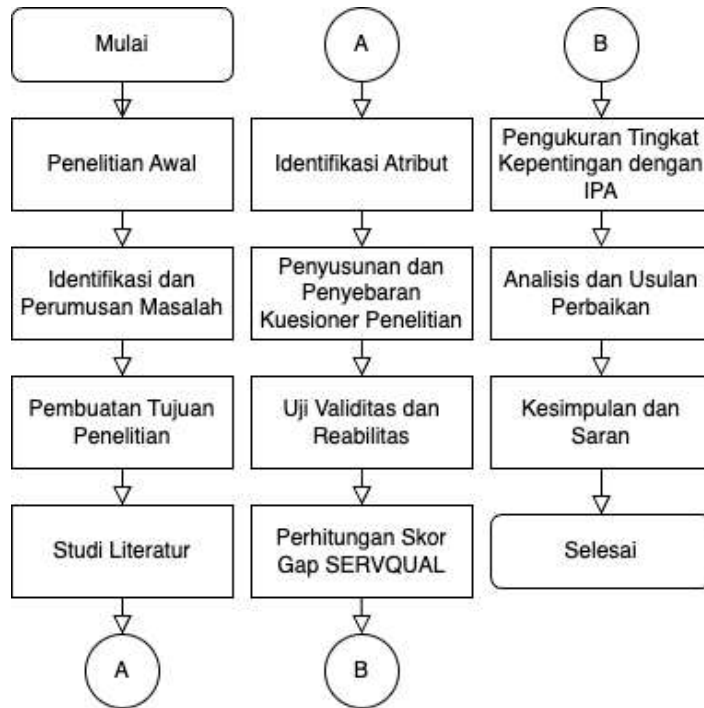 Mulai
Penelitian Awal
Identifikasi dan
Perumusan Masalah
Pembuatan Tujuan
Penelitian
Studi Literatur
A
A
Identifikasi Atribut
Penyusunan dan
Penyebaran
Kuesioner Penelitian
Uji Validitas dan
Reabilitas
Perhitungan Skor
Gap SERVQUAL
B
B
Pengukuran Tingkat
Kepentingan dengan
IPA
Analisis dan Usulan
Perbaikan
Kesimpulan dan
Saran
Selesai